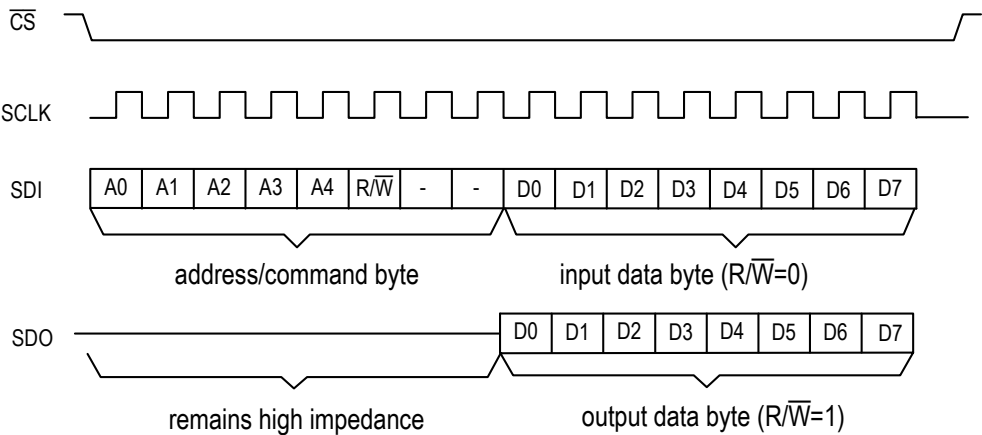 C̅S̅
SCLK
SDI A0 A1 A2 A3 A4 R/W̅ - - D0 D1 D2 D3 D4 D5 D6 D7
address/command byte input data byte (R/W̅=0)
SDO D0 D1 D2 D3 D4 D5 D6 D7
remains high impedance output data byte (R/W̅=1)